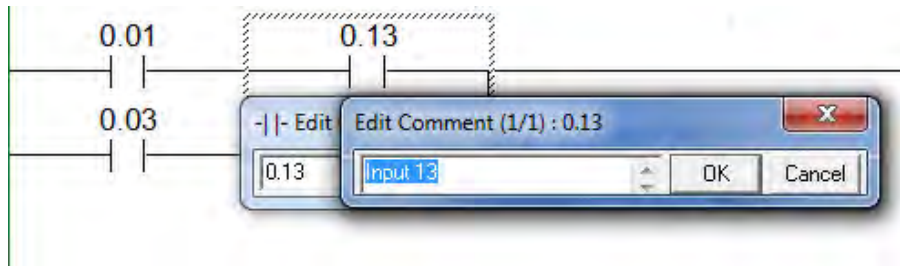 0.01 0.13
0.03
-| |- Edit
Edit Comment (1/1) : 0.13
0.13
Input 13
OK
Cancel